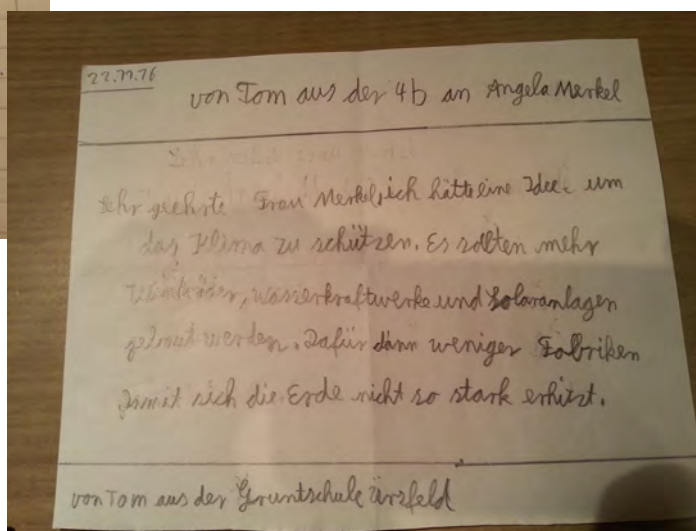 22.11.16
von Tom aus der 4b an Angela Merkel
Sehr geehrte Frau Merkel, ich hätte eine Idee um
das Klima zu schützen. Es sollten mehr
Windräder, wasserkraftwerke und Solaranlagen
gebaut werden. Dafür dann weniger Fabriken
damit sich die Erde nicht so stark erhitzt.
von Tom aus der Gruntschule ürsfeld